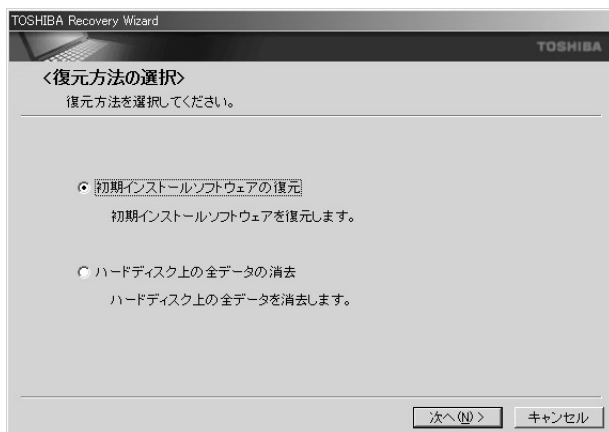 TOSHIBA Recovery Wizard
TOSHIBA
<復元方法の選択>
復元方法を選択してください。
初期インストールソフトウェアの復元
初期インストールソフトウェアを復元します。
ハードディスク上の全データの消去
ハードディスク上の全データを消去します。
次へ(N) > キャンセル